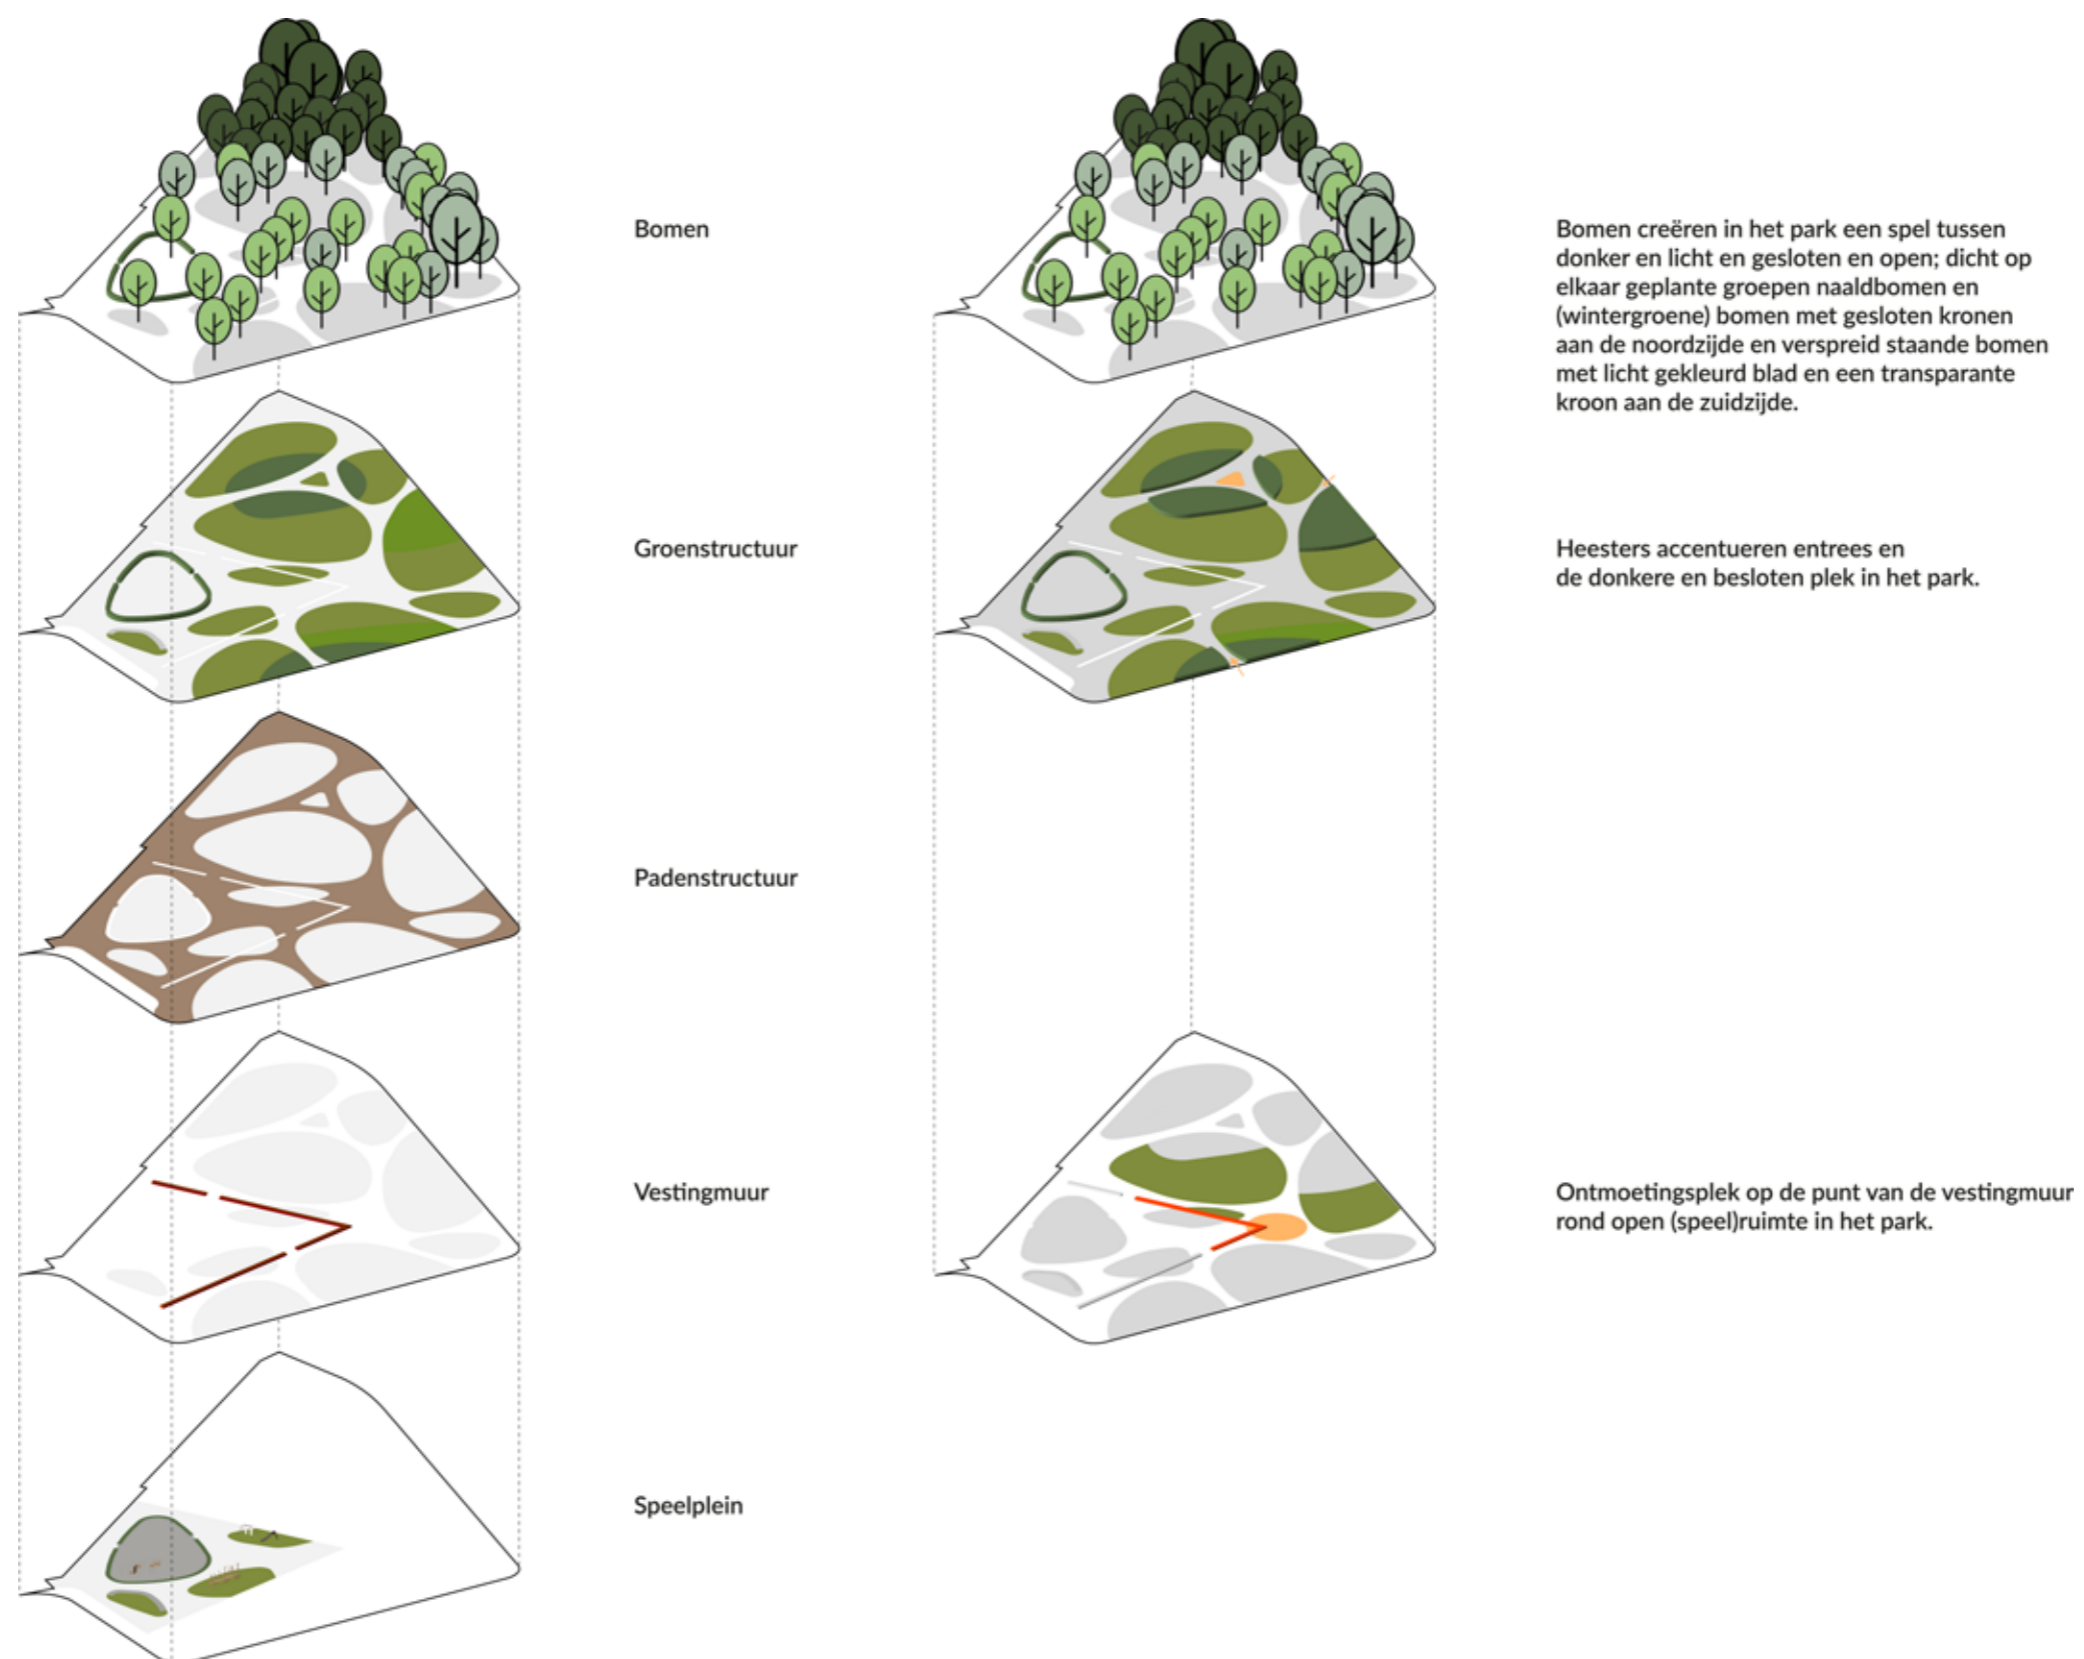 Bomen
Bomen creëren in het park een spel tussen
donker en licht en gesloten en open; dicht op
elkaar geplante groepen naaldbomen en
(wintergroene) bomen met gesloten kronen
aan de noordzijde en verspreid staande bomen
met licht gekleurd blad en een transparante
kroon aan de zuidzijde.
Groenstructuur
Heesters accentueren entrees en
de donkere en besloten plek in het park.
Padenstructuur
Vestingmuur
Ontmoetingsplek op de punt van de vestingmuur
rond open (speel)ruimte in het park.
Speelplein